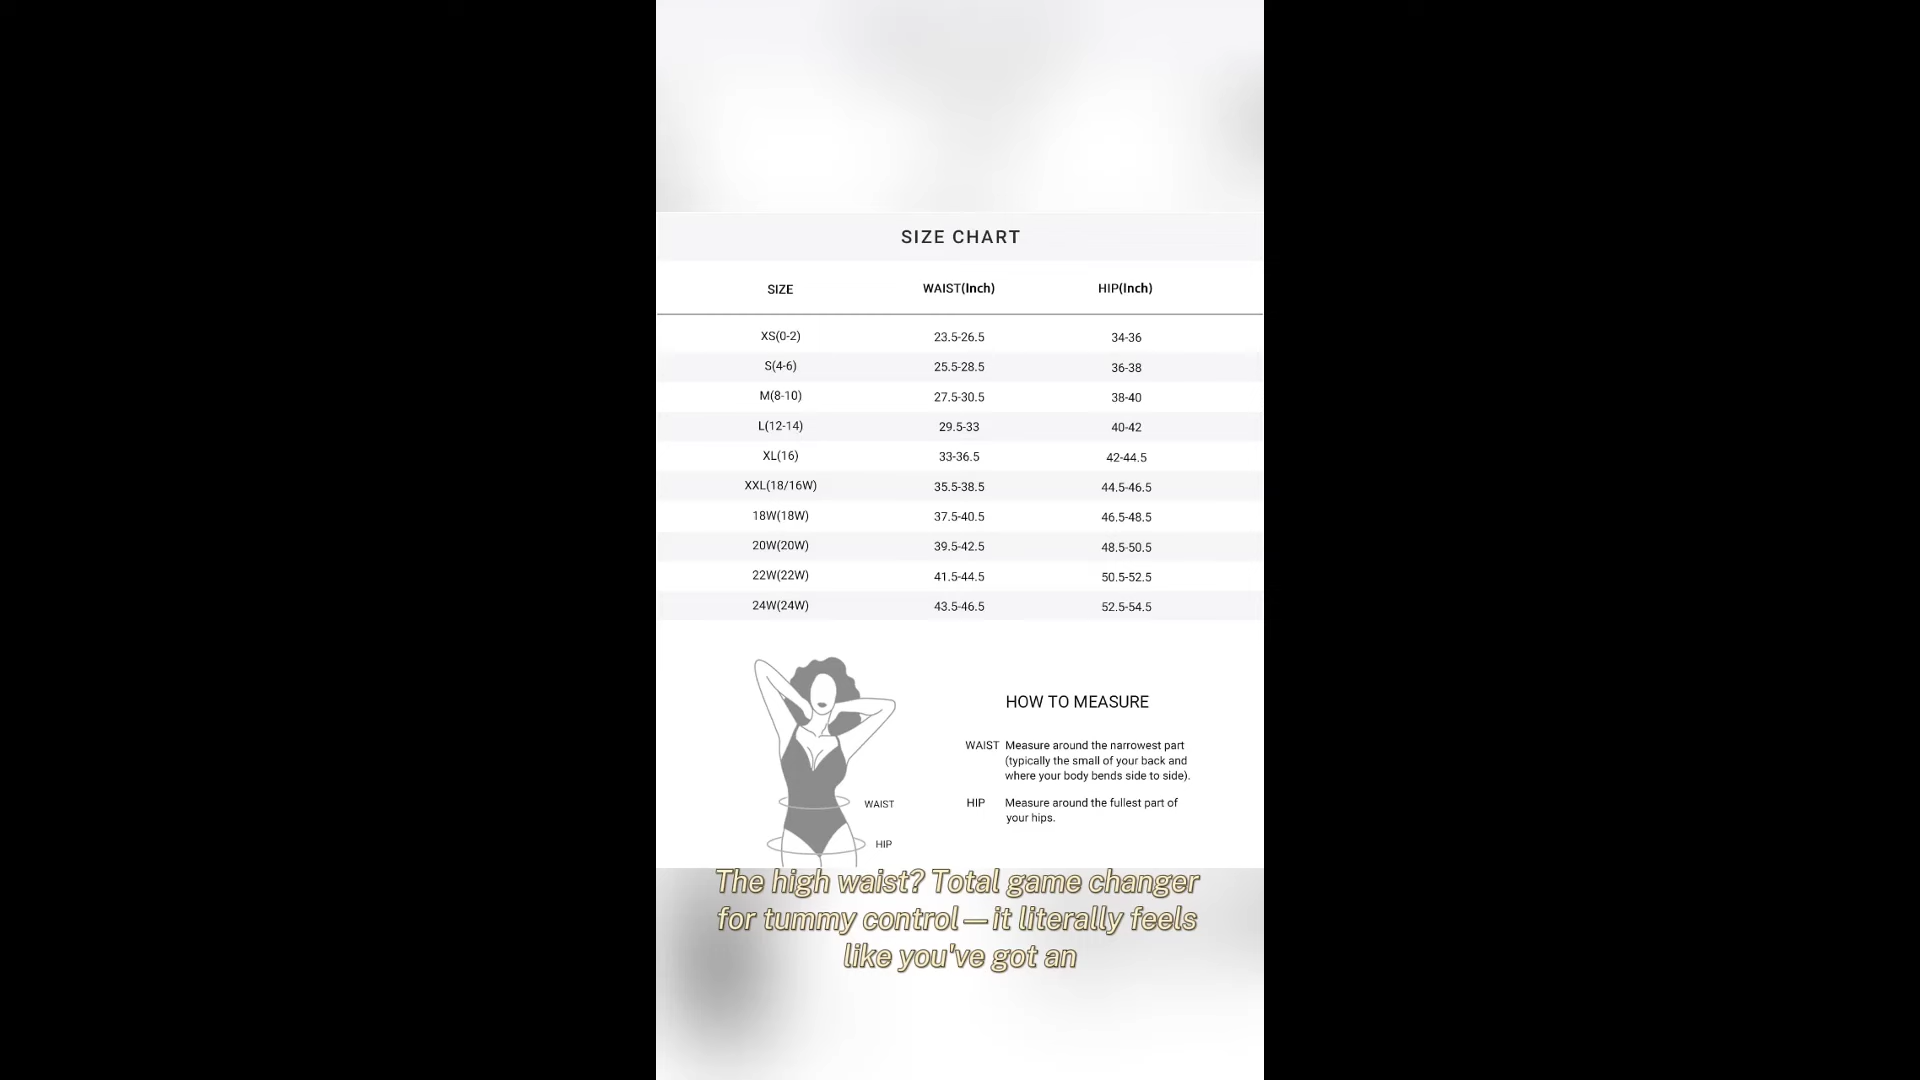 SIZE CHART
SIZE WAIST(Inch) HIP(Inch)
XS(0-2) 23.5-26.5 34-36
S(4-6) 25.5-28.5 36-38
M(8-10) 27.5-30.5 38-40
L(12-14) 29.5-33 40-42
XL(16) 33-36.5 42-44.5
XXL(18/16W) 35.5-38.5 44.5-46.5
18W(18W) 37.5-40.5 46.5-48.5
20W(20W) 39.5-42.5 48.5-50.5
22W(22W) 41.5-44.5 50.5-52.5
24W(24W) 43.5-46.5 52.5-54.5
WAIST
HIP
HOW TO MEASURE
WAIST Measure around the narrowest part
(typically the small of your back and
where your body bends side to side).
HIP Measure around the fullest part of
your hips.
The high waist? Total game changer
for tummy control—it literally feels
like you've got an